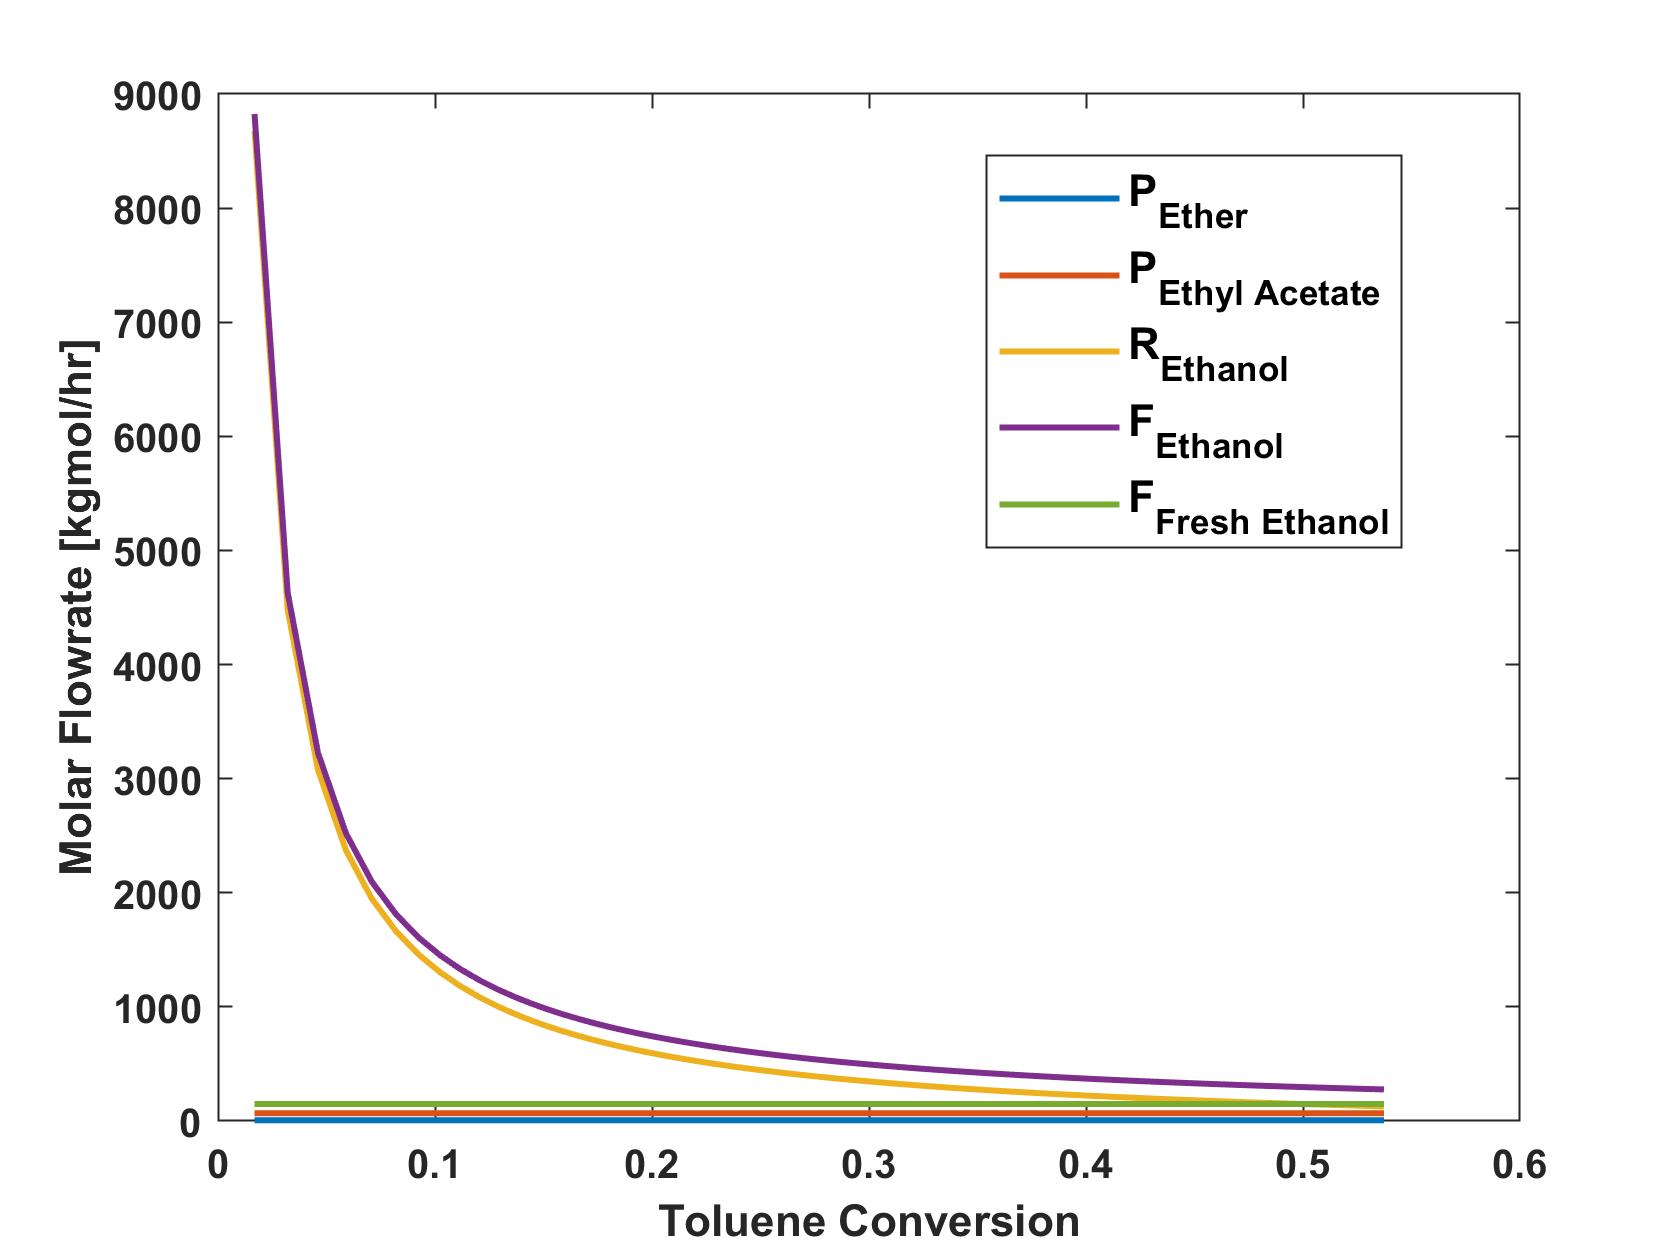 9000
8000
7000
6000
5000
4000
3000
2000
1000
0
Molar Flowrate [kgmol/hr]
P Ether
P Ethyl Acetate
R Ethanol
F Ethanol
F Fresh Ethanol
0 0.1 0.2 0.3 0.4 0.5 0.6
Toluene Conversion